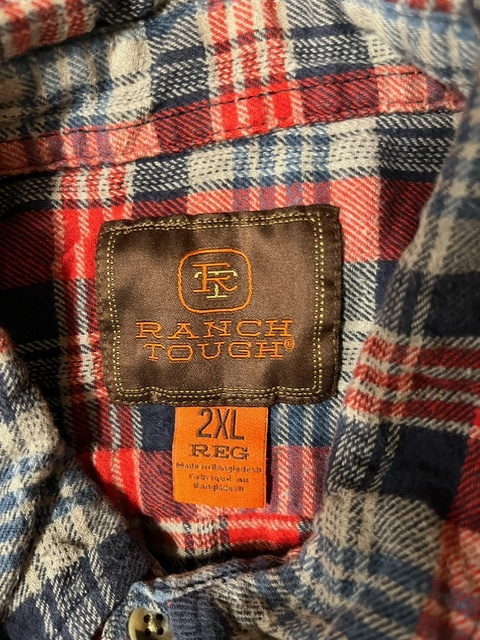 RT
RANCH
TOUGH®
2XL
REG
Made in Bangladesh
Fabriqué au
Bangladesh